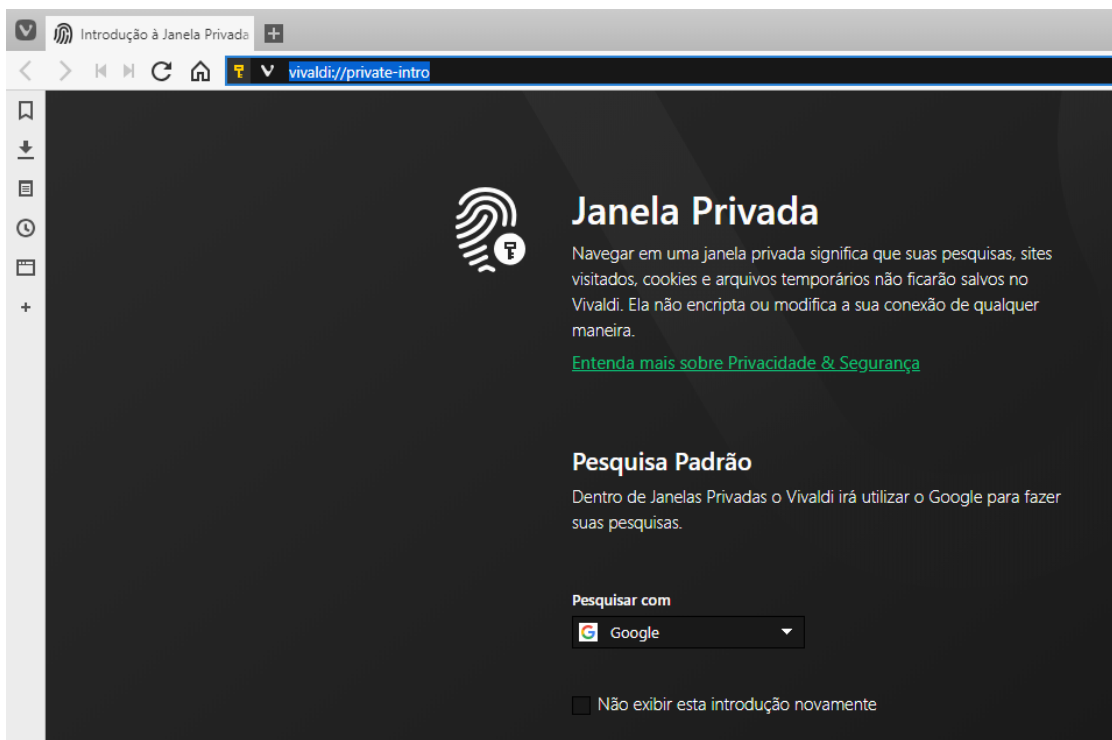 Introdução à Janela Privada
vivaldi://private-intro
Janela Privada
Navegar em uma janela privada significa que suas pesquisas, sites
visitados, cookies e arquivos temporários não ficarão salvos no
Vivaldi. Ela não encripta ou modifica a sua conexão de qualquer
maneira.
Entenda mais sobre Privacidade & Segurança
Pesquisa Padrão
Dentro de Janelas Privadas o Vivaldi irá utilizar o Google para fazer
suas pesquisas.
Pesquisar com
Google
Não exibir esta introdução novamente